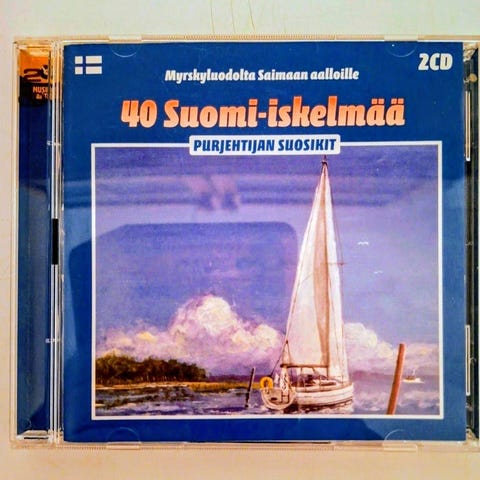 Myrskyluodolta Saimaan aalloille
2CD
40 Suomi-iskelmää
PURJEHTIJAN SUOSIKIT